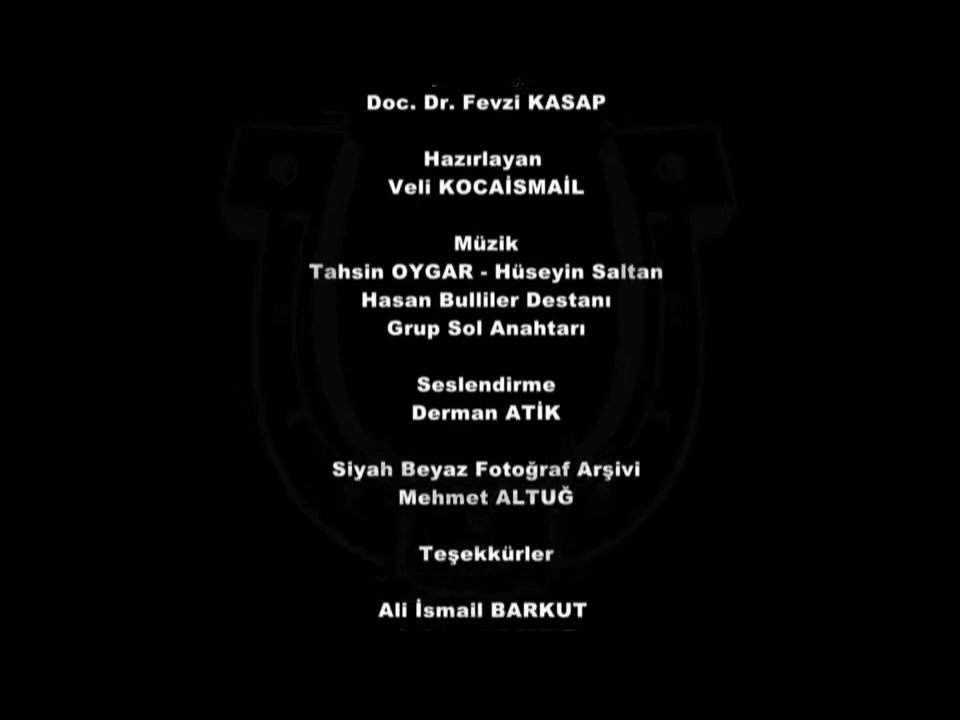 Doc. Dr. Fevzi KASAP
Hazırlayan
Veli KOCAİSMAİL
Müzik
Tahsin OYGAR - Hüseyin Saltan
Hasan Bulliler Destanı
Grup Sol Anahtarı
Seslendirme
Derman ATİK
Siyah Beyaz Fotoğraf Arşivi
Mehmet ALTUĞ
Teşekkürler
Ali İsmail BARKUT